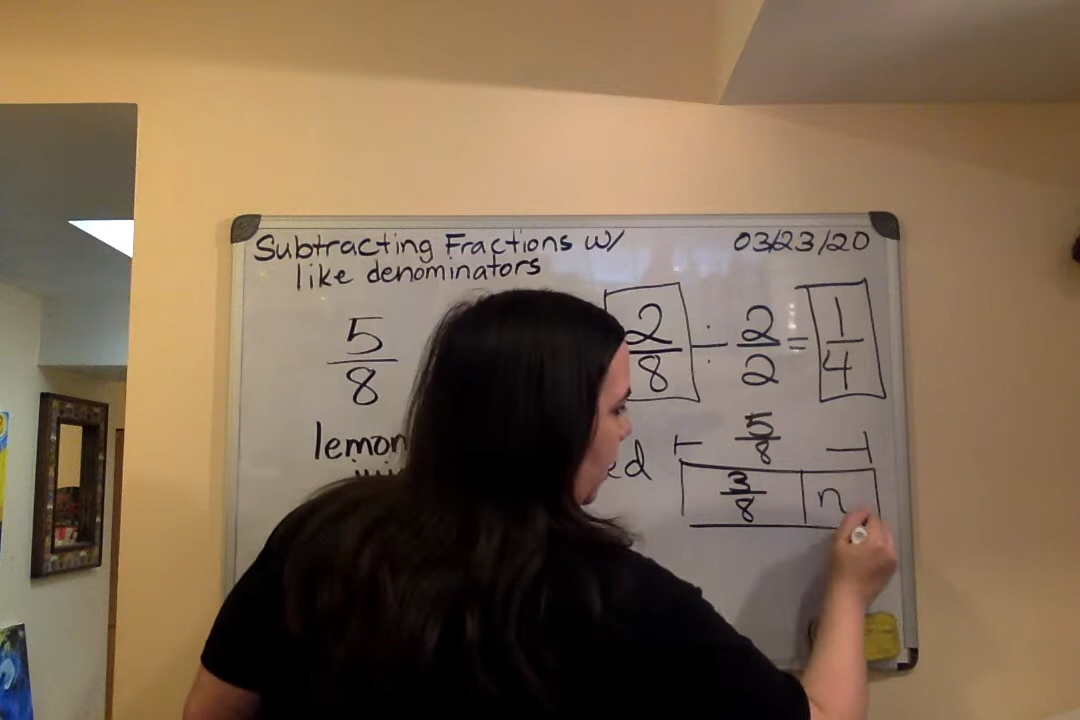 Subtracting Fractions w/ 03/23/20
like denominators
5/8 2/8 ÷ 2/2 = 1/4
5/8
lemon
3/8 n